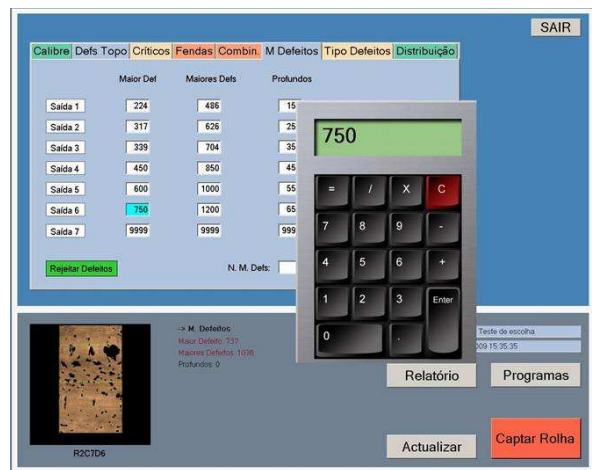 SAIR
Calibre Defs Topo Críticos Fendas Combin. M Defeitos Tipo Defeitos Distribuição
Maior Def Maiores Defs Profundos
Saída 1 224 486 15
Saída 2 317 626 25
Saída 3 339 704 35
Saída 4 450 850 45
Saída 5 600 1000 55
Saída 6 750 1200 65
Saída 7 9999 9999 999
Rejeitar Defeitos N. M. Defs:
750
= / X C
7 8 9 -
4 5 6 +
1 2 3 Enter
0 .
-> M. Defeitos
Maior Defeito: 737
Maiores Defeitos: 1036
Profundos: 0
Teste de escolha
009 15:35:35
Relatório Programas
R2C7D6
Actualizar Captar Rolha